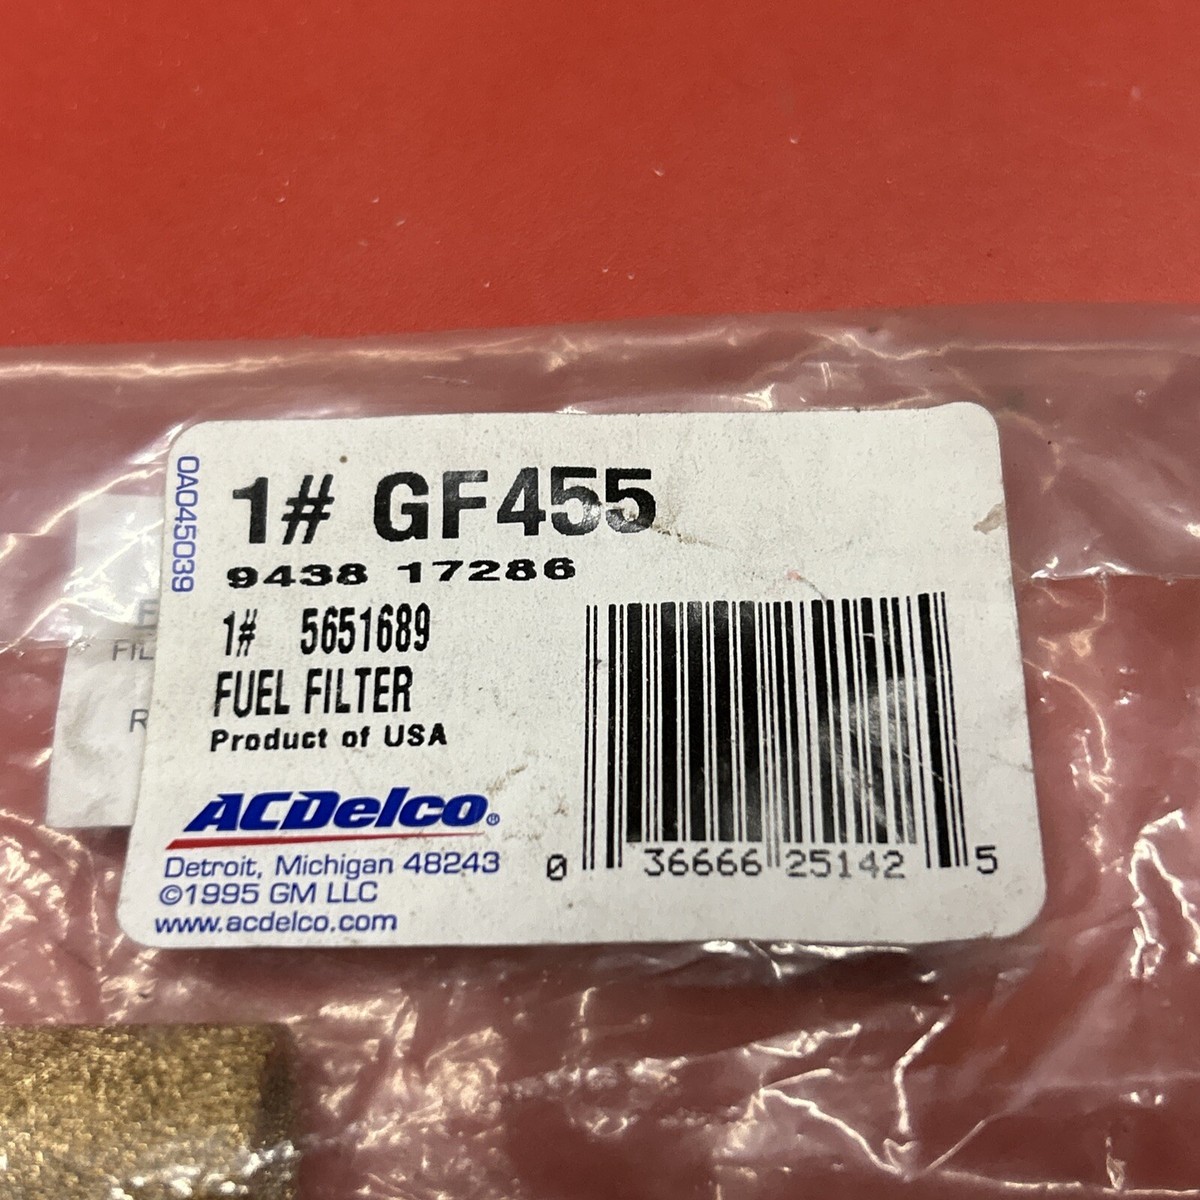 0A045039
1# GF455
9438 17286
1# 5651689
FUEL FILTER
Product of USA
ACDelco®
Detroit, Michigan 48243
©1995 GM LLC
www.acdelco.com
0 36666 25142 5
FIL
R